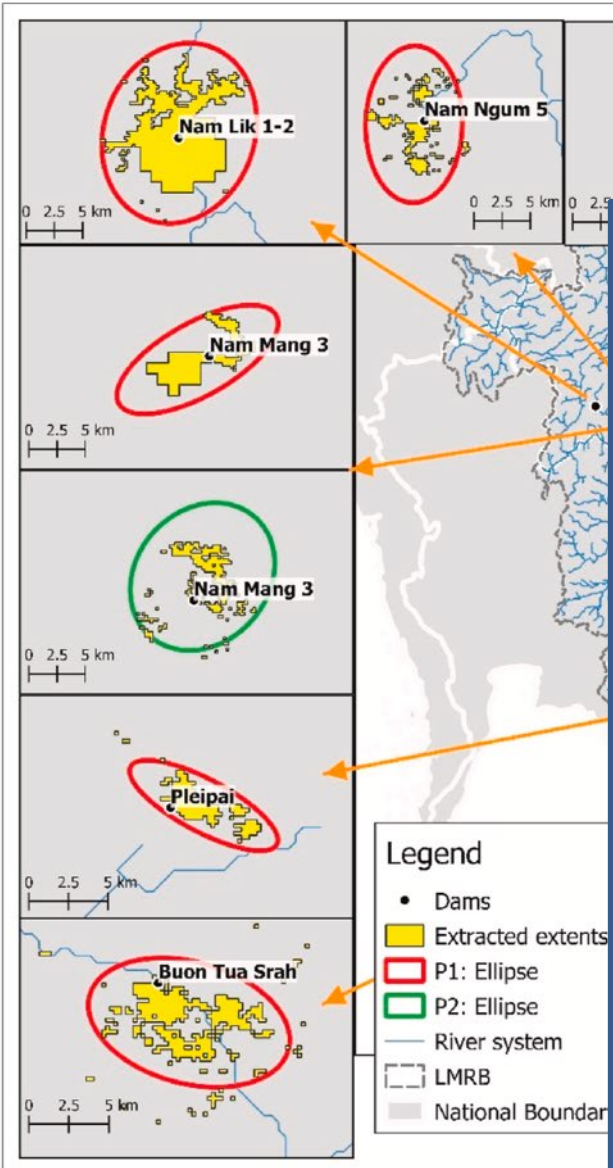 Nam Lik 1-2
0 2.5 5 km
Nam Ngum 5
0 2.5 5 km
0 2.5
Nam Mang 3
0 2.5 5 km
Nam Mang 3
0 2.5 5 km
Pleipai
0 2.5 5 km
Buon Tua Srah
0 2.5 5 km
Legend
Dams
Extracted extents
P1: Ellipse
P2: Ellipse
River system
LMRB
National Boundar